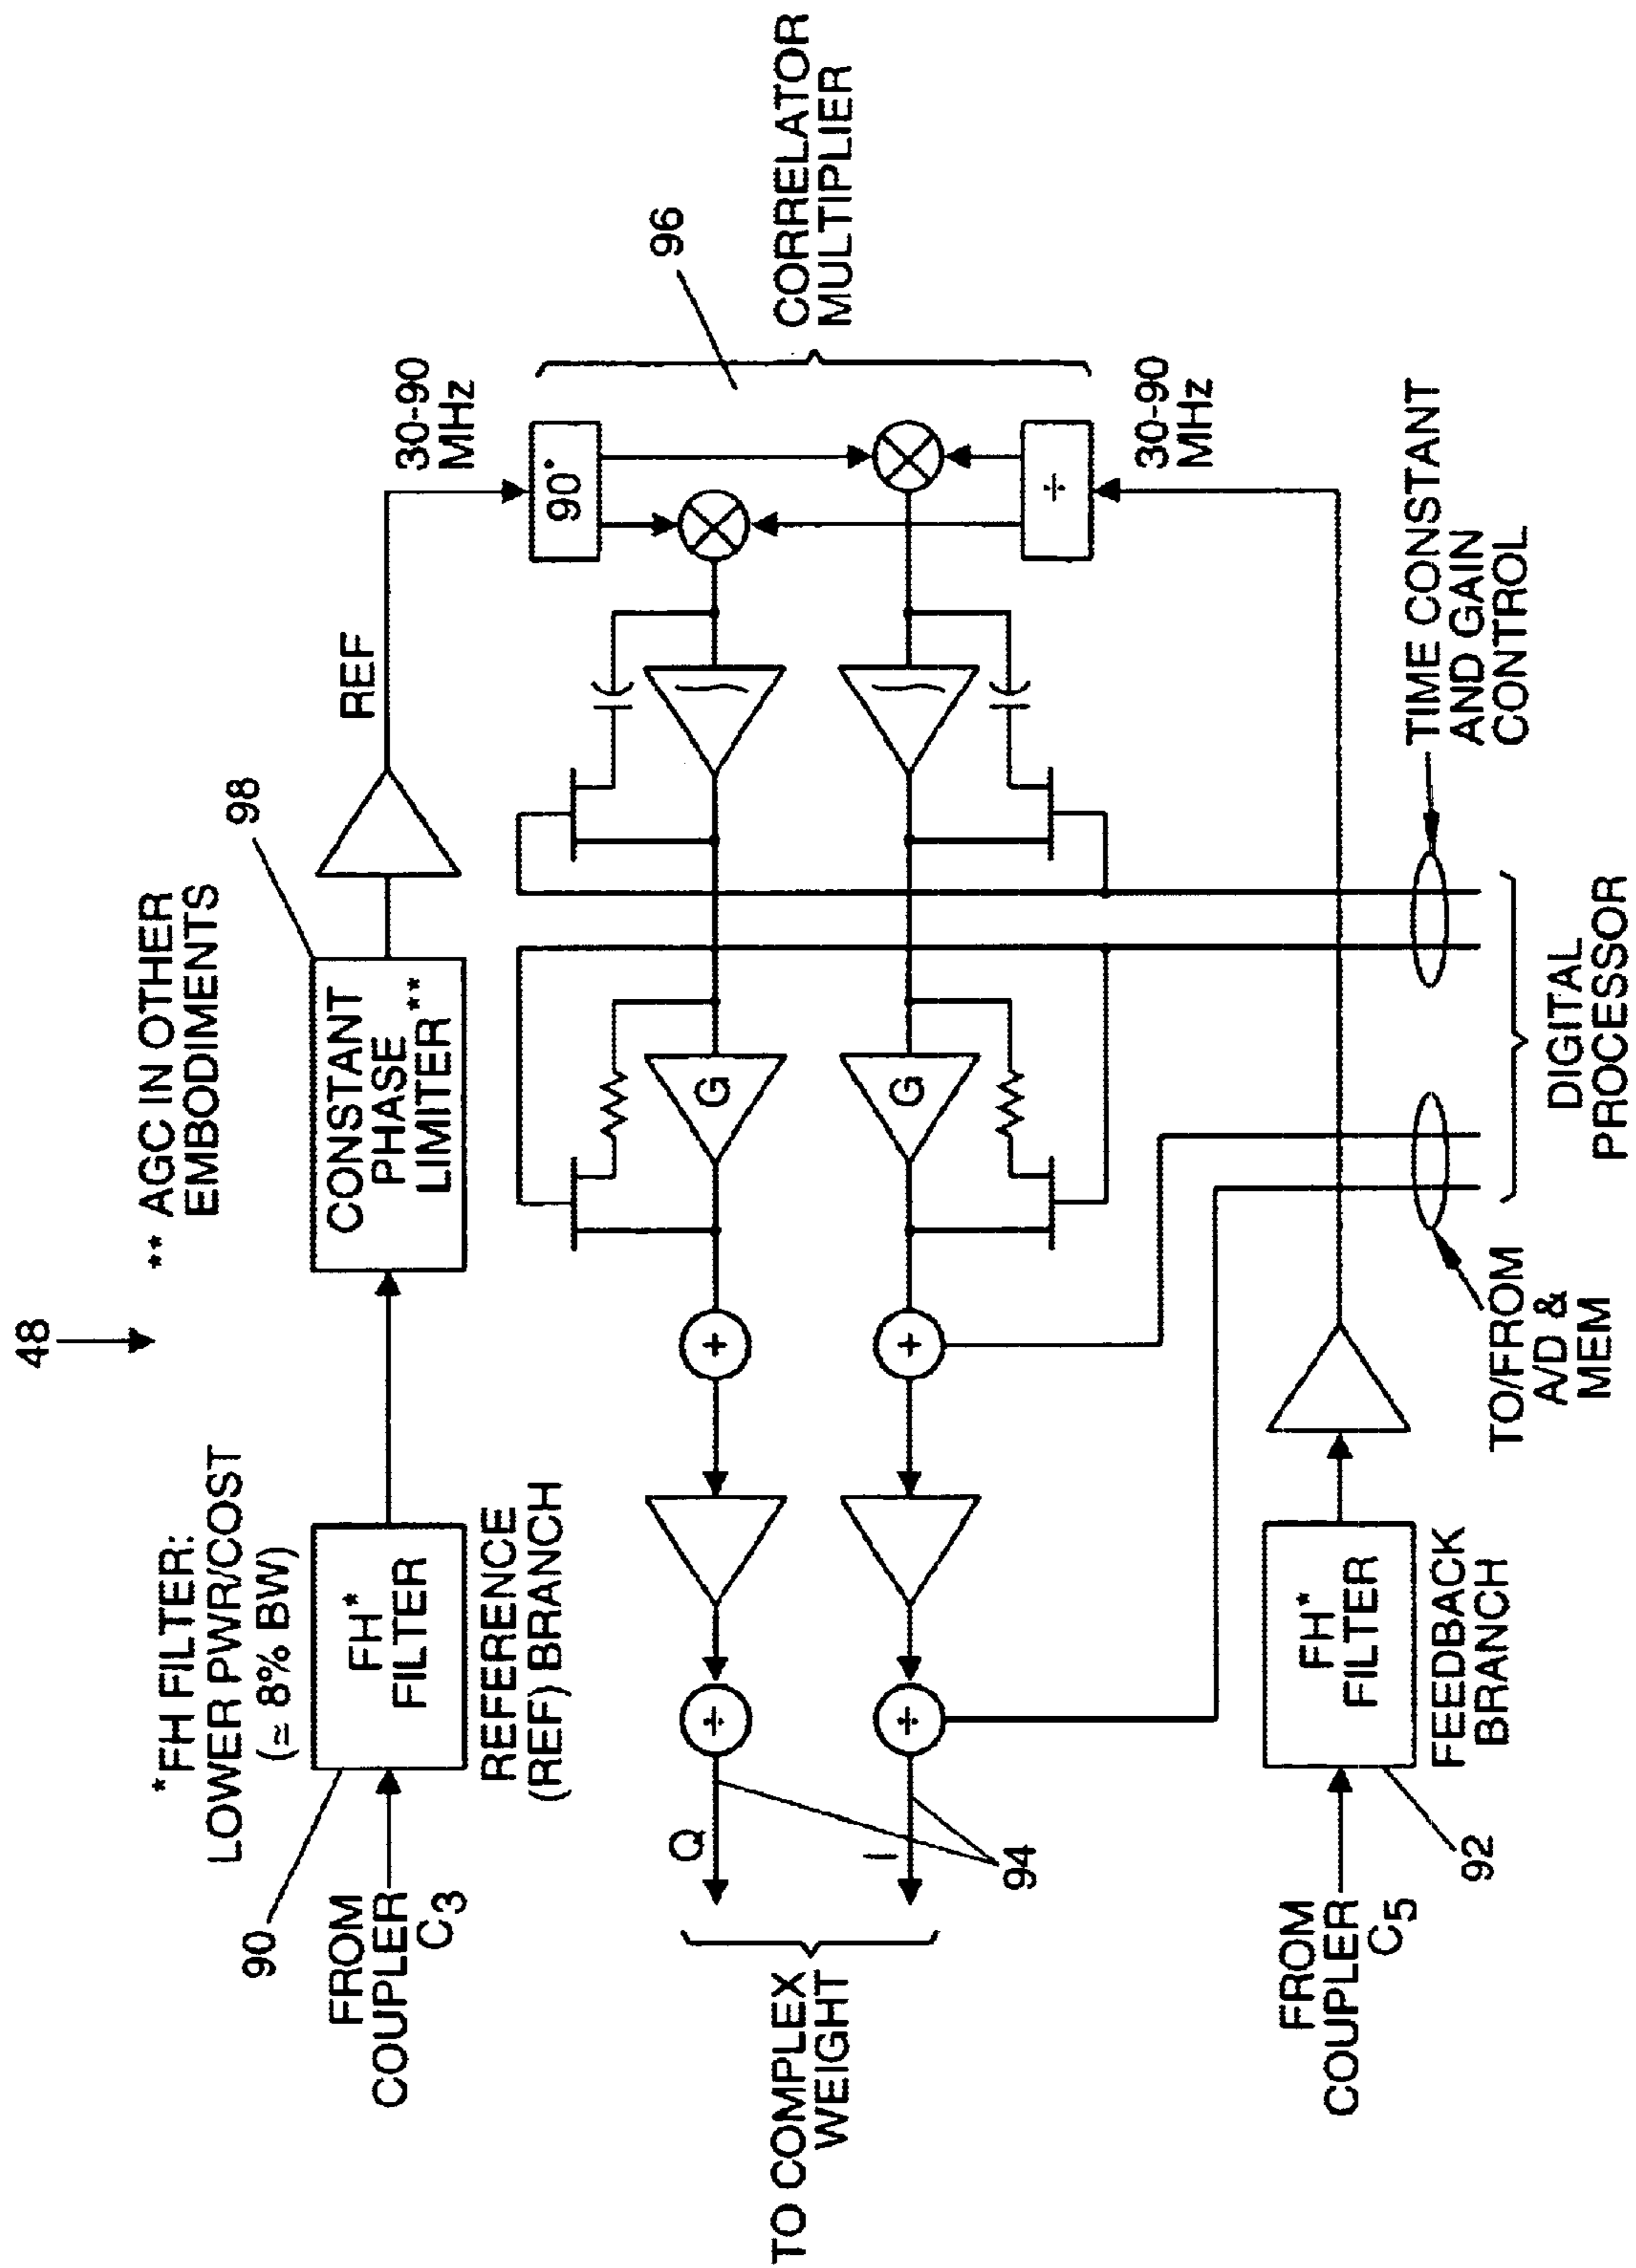 48
** AGC IN OTHER
EMBODIMENTS
*FH FILTER:
LOWER PWR/COST
(≃ 8% BW)
90
FROM
COUPLER
C3
FH*
FILTER
REFERENCE
(REF) BRANCH
CONSTANT
PHASE
LIMITER**
98
REF
30-90
MHz
90°
96
CORRELATOR
MULTIPLIER
÷
30-90
MHz
G
G
+
+
÷
÷
Q
I
94
TO COMPLEX
WEIGHT
FROM
COUPLER
C5
92
FH*
FILTER
FEEDBACK
BRANCH
TO/FROM
A/D &
MEM
DIGITAL
PROCESSOR
TIME CONSTANT
AND GAIN
CONTROL